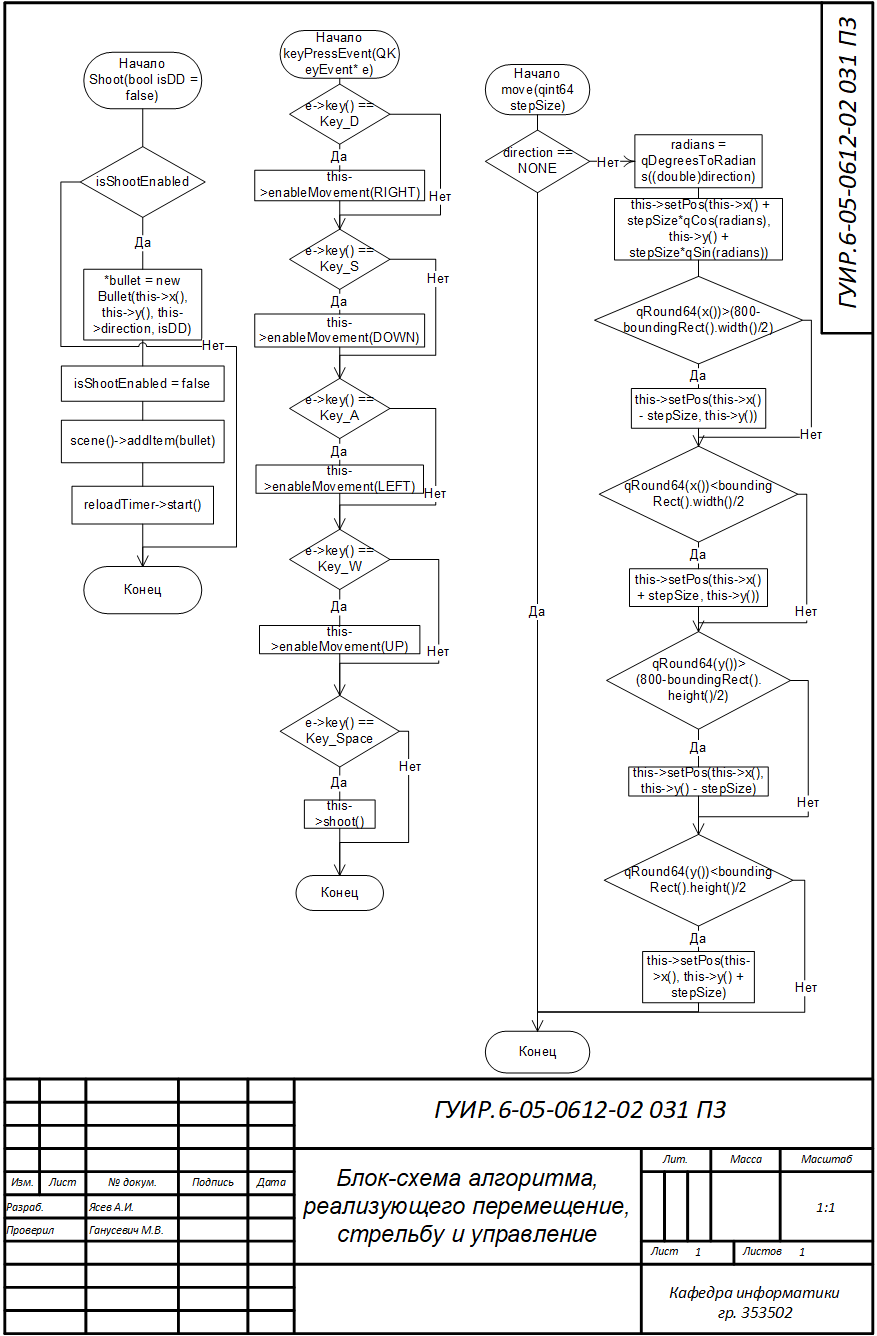 ГУИР.6-05-0612-02 031 ПЗ
Начало
Shoot(bool isDD =
false)
isShootEnabled
Да
*bullet = new
Bullet(this->x(),
this->y(), this-
>direction, isDD)
Нет
isShootEnabled = false
scene()->addItem(bullet)
reloadTimer->start()
Конец
Начало
keyPressEvent(QK
eyEvent* e)
e->key() ==
Key_D
Да
this-
>enableMovement(RIGHT)
Нет
e->key() ==
Key_S
Нет
Да
this-
>enableMovement(DOWN)
e->key() ==
Key_A
Да
this-
>enableMovement(LEFT)
Нет
e->key() ==
Key_W
Да
this-
>enableMovement(UP)
Нет
e->key() ==
Key_Space
Нет
Да
this-
>shoot()
Конец
Начало
move(qint64
stepSize)
direction ==
NONE
Нет
Да
radians =
qDegreesToRadian
s((double)direction)
this->setPos(this->x() +
stepSize*qCos(radians),
this->y() +
stepSize*qSin(radians))
qRound64(x())>(800-
boundingRect().width()/2)
Да
this->setPos(this->x()
- stepSize, this->y())
Нет
qRound64(x())<bounding
Rect().width()/2
Да
this->setPos(this->x()
+ stepSize, this->y())
Нет
qRound64(y())>
(800-boundingRect().
height()/2)
Да
this->setPos(this->x(),
this->y() - stepSize)
Нет
qRound64(y())<bounding
Rect().height()/2
Да
this->setPos(this-
>x(), this->y() +
stepSize)
Нет
Конец
ГУИР.6-05-0612-02 031 ПЗ
Изм. Лист № докум. Подпись Дата
Разраб. Ясев А.И.
Проверил Ганусевич М.В.
Блок-схема алгоритма,
реализующего перемещение,
стрельбу и управление
Лит. Масса Масштаб
1:1
Лист 1 Листов 1
Кафедра информатики
гр. 353502